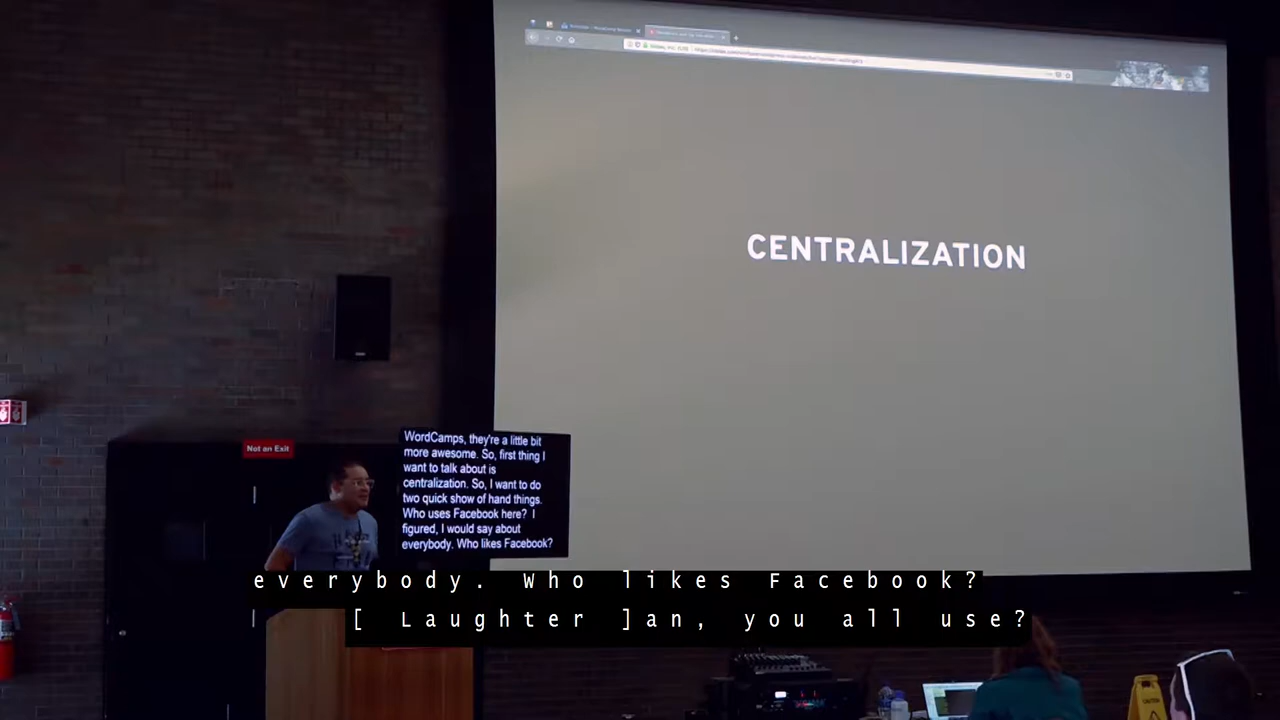 CENTRALIZATION
Not an Exit
WordCamps, they're a little bit
more awesome. So, first thing I
want to talk about is
centralization. So, I want to do
two quick show of hand things.
Who uses Facebook here? I
figured, I would say about
everybody. Who likes Facebook?
everybody. Who likes Facebook?
[ Laughter ]an, you all use?
CAUTION